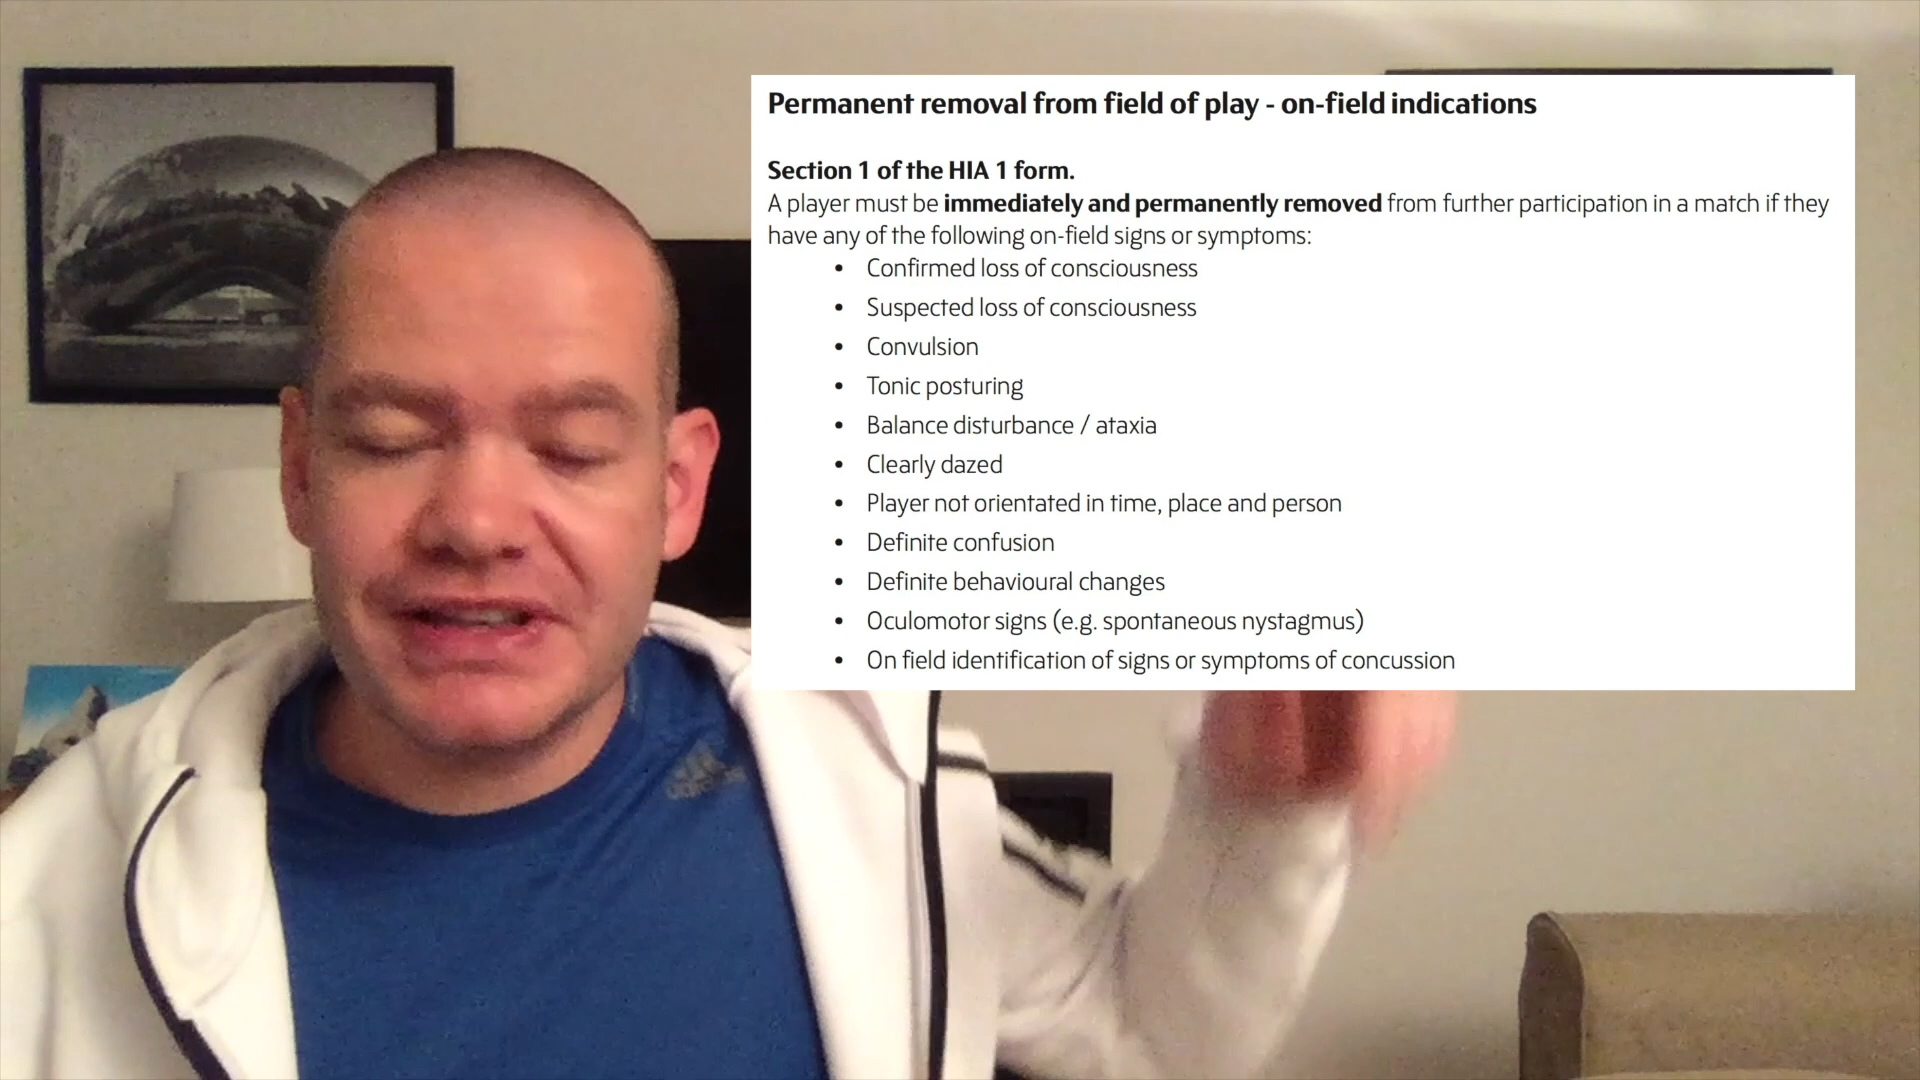 Permanent removal from field of play - on-field indications
Section 1 of the HIA 1 form.
A player must be immediately and permanently removed from further participation in a match if they
have any of the following on-field signs or symptoms:
• Confirmed loss of consciousness
• Suspected loss of consciousness
• Convulsion
• Tonic posturing
• Balance disturbance / ataxia
• Clearly dazed
• Player not orientated in time, place and person
• Definite confusion
• Definite behavioural changes
• Oculomotor signs (e.g. spontaneous nystagmus)
• On field identification of signs or symptoms of concussion
adidas